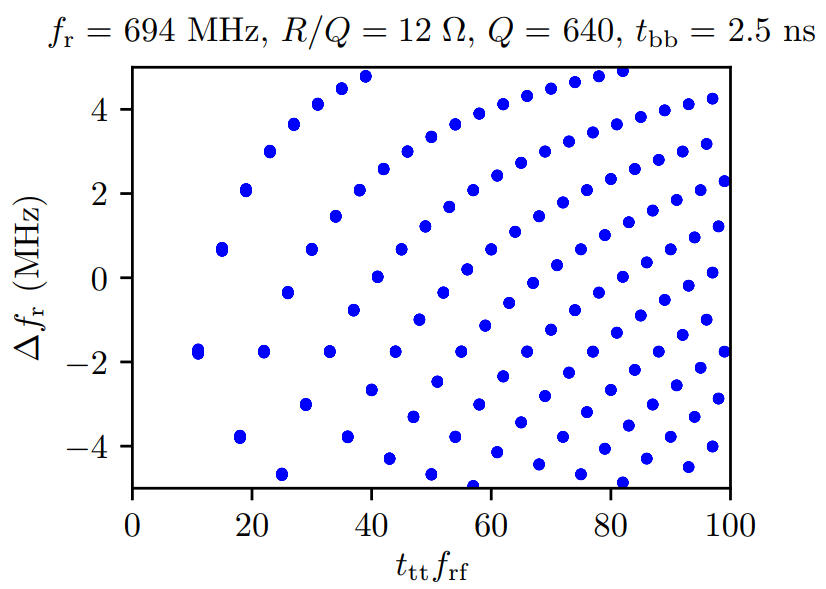 f_r = 694 MHz, R/Q = 12 Ω, Q = 640, t_bb = 2.5 ns
4
2
0
−2
−4
Δf_r (MHz)
0 20 40 60 80 100
t_tt f_rf